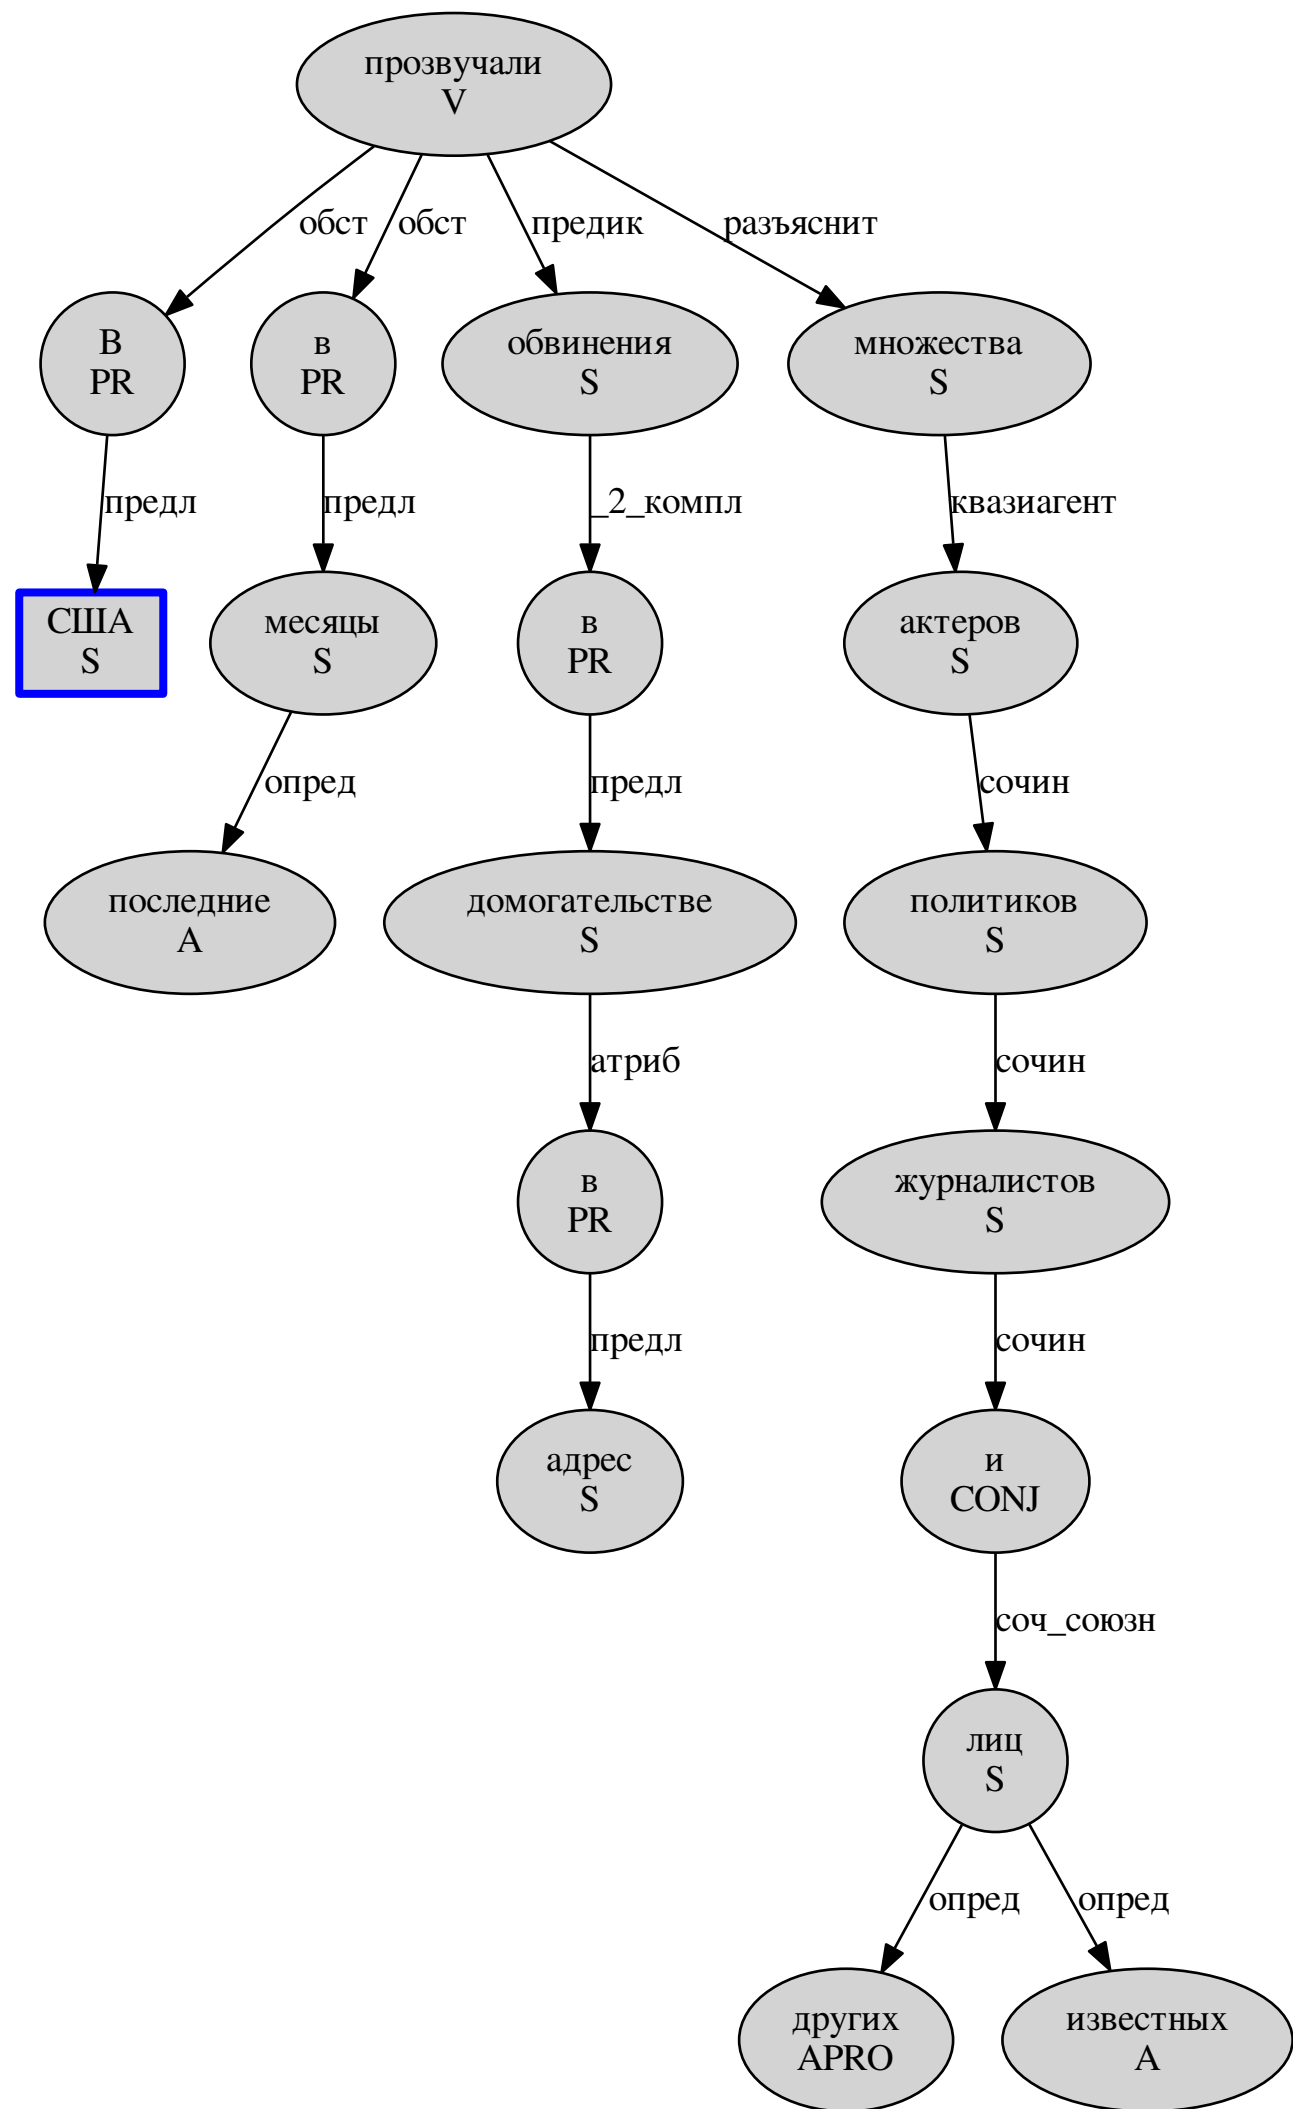 прозвучали
V
обст
обст
предик
разъяснит
В
PR
в
PR
обвинения
S
множества
S
предл
предл
_2_компл
квазиагент
США
S
месяцы
S
в
PR
актеров
S
опред
предл
сочин
последние
A
домогательстве
S
политиков
S
атриб
сочин
в
PR
журналистов
S
предл
сочин
адрес
S
и
CONJ
соч_союзн
лиц
S
опред
опред
других
APRO
известных
A